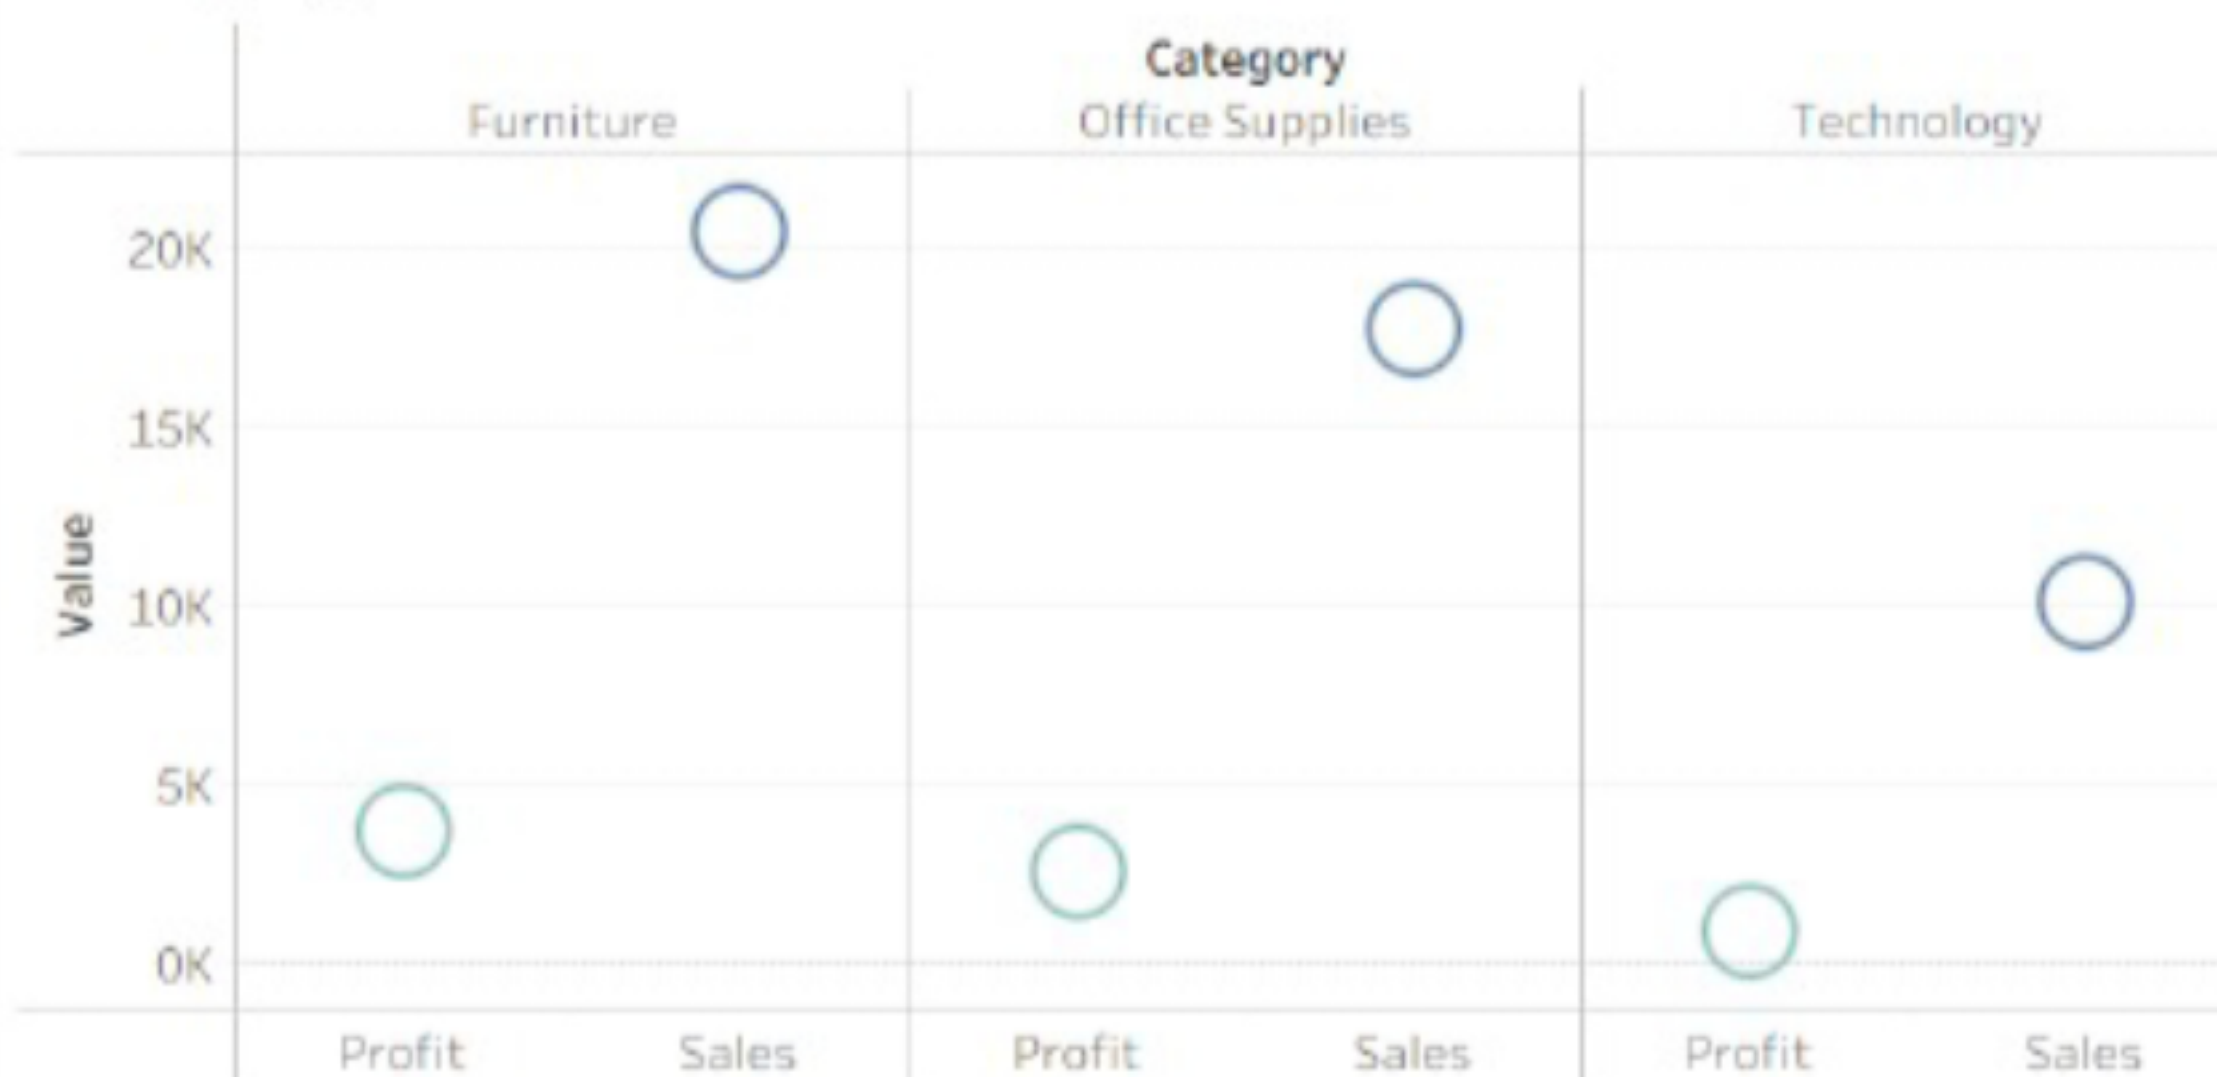 Category
Furniture Office Supplies Technology
20K
15K
Value
10K
5K
0K
Profit Sales Profit Sales Profit Sales